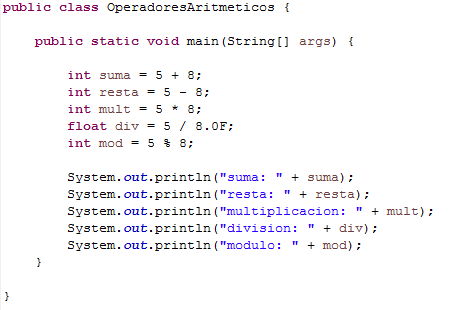 public class OperadoresAritmeticos {
public static void main(String[] args) {
int suma = 5 + 8;
int resta = 5 - 8;
int mult = 5 * 8;
float div = 5 / 8.0F;
int mod = 5 % 8;
System.out.println("suma: " + suma);
System.out.println("resta: " + resta);
System.out.println("multiplicacion: " + mult);
System.out.println("division: " + div);
System.out.println("modulo: " + mod);
}
}